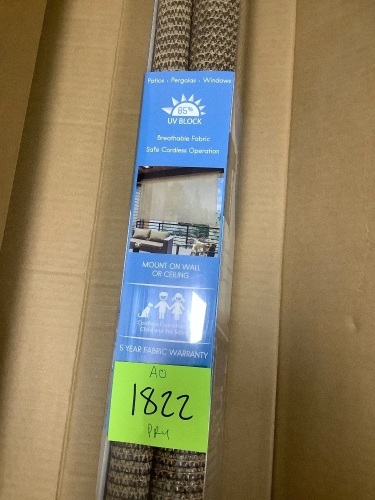 Patios • Pergolas • Windows
85%
UV BLOCK
Breathable Fabric
Safe Cordless Operation
MOUNT ON WALL
OR CEILING
5 YEAR FABRIC WARRANTY
AO
1822
PR4